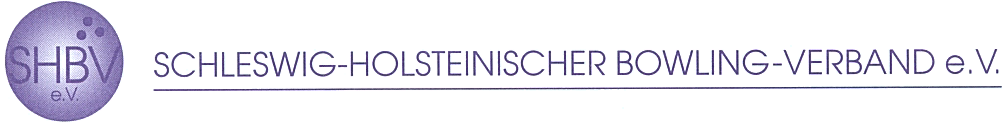 SHBV
e.V.
SCHLESWIG-HOLSTEINISCHER BOWLING-VERBAND e.V.